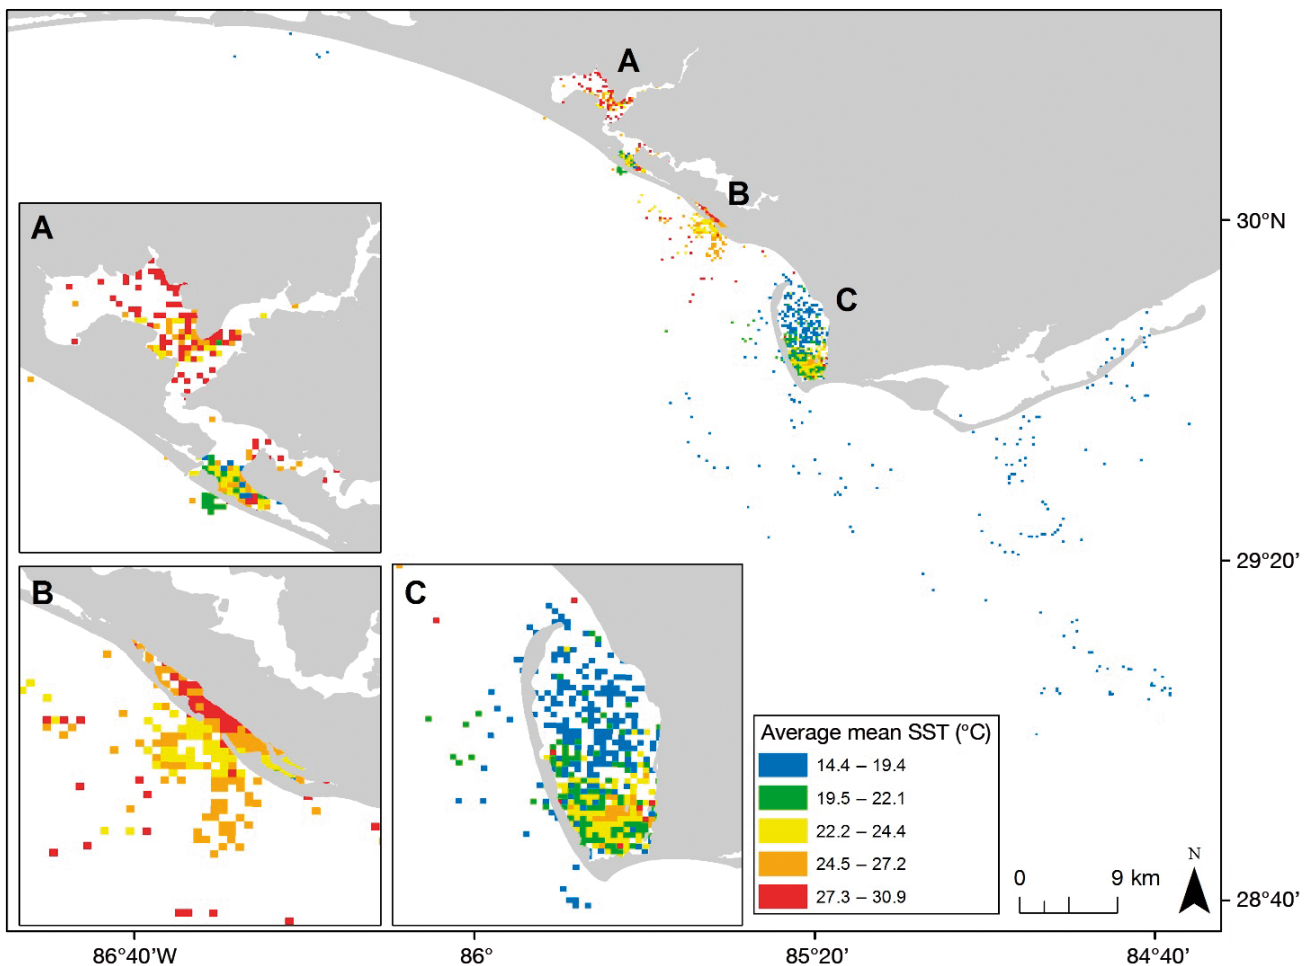 A
B
C
A
B
C
30°N
29°20'
28°40'
Average mean SST (°C)
14.4 – 19.4
19.5 – 22.1
22.2 – 24.4
24.5 – 27.2
27.3 – 30.9
0 9 km
N
86°40'W 86° 85°20' 84°40'